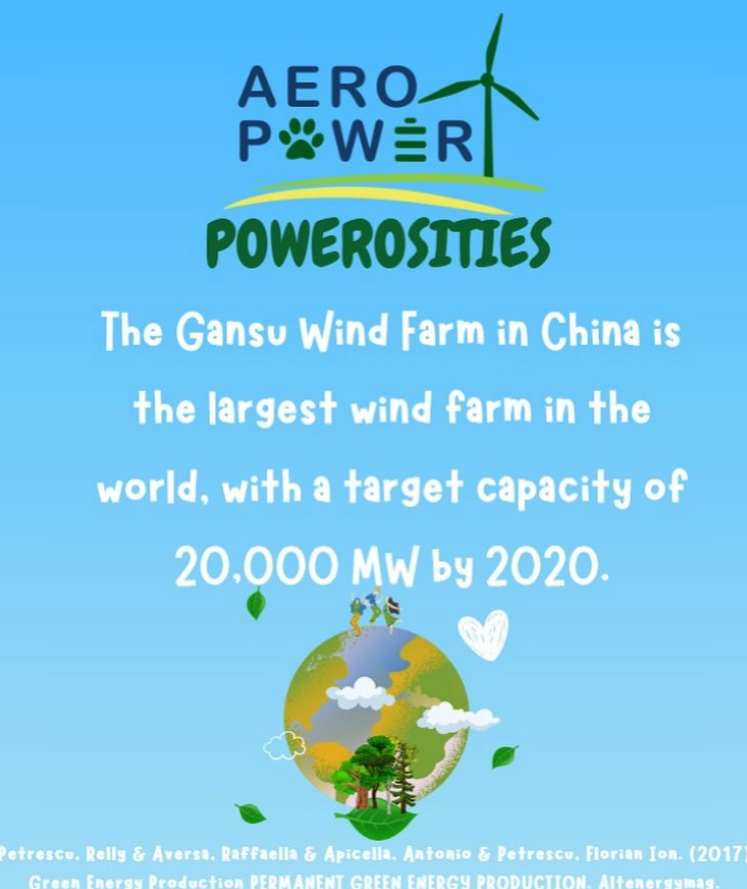 AERO
POWER
POWEROSITIES
The Gansu Wind Farm in China is
the largest wind farm in the
world, with a target capacity of
20,000 MW by 2020.
Petrescu, Relly & Aversa, Raffaella & Apicella, Antonio & Petrescu, Florian Ion. (2017)
Green Energy Production PERMANENT GREEN ENERGY PRODUCTION. Altenergymag.